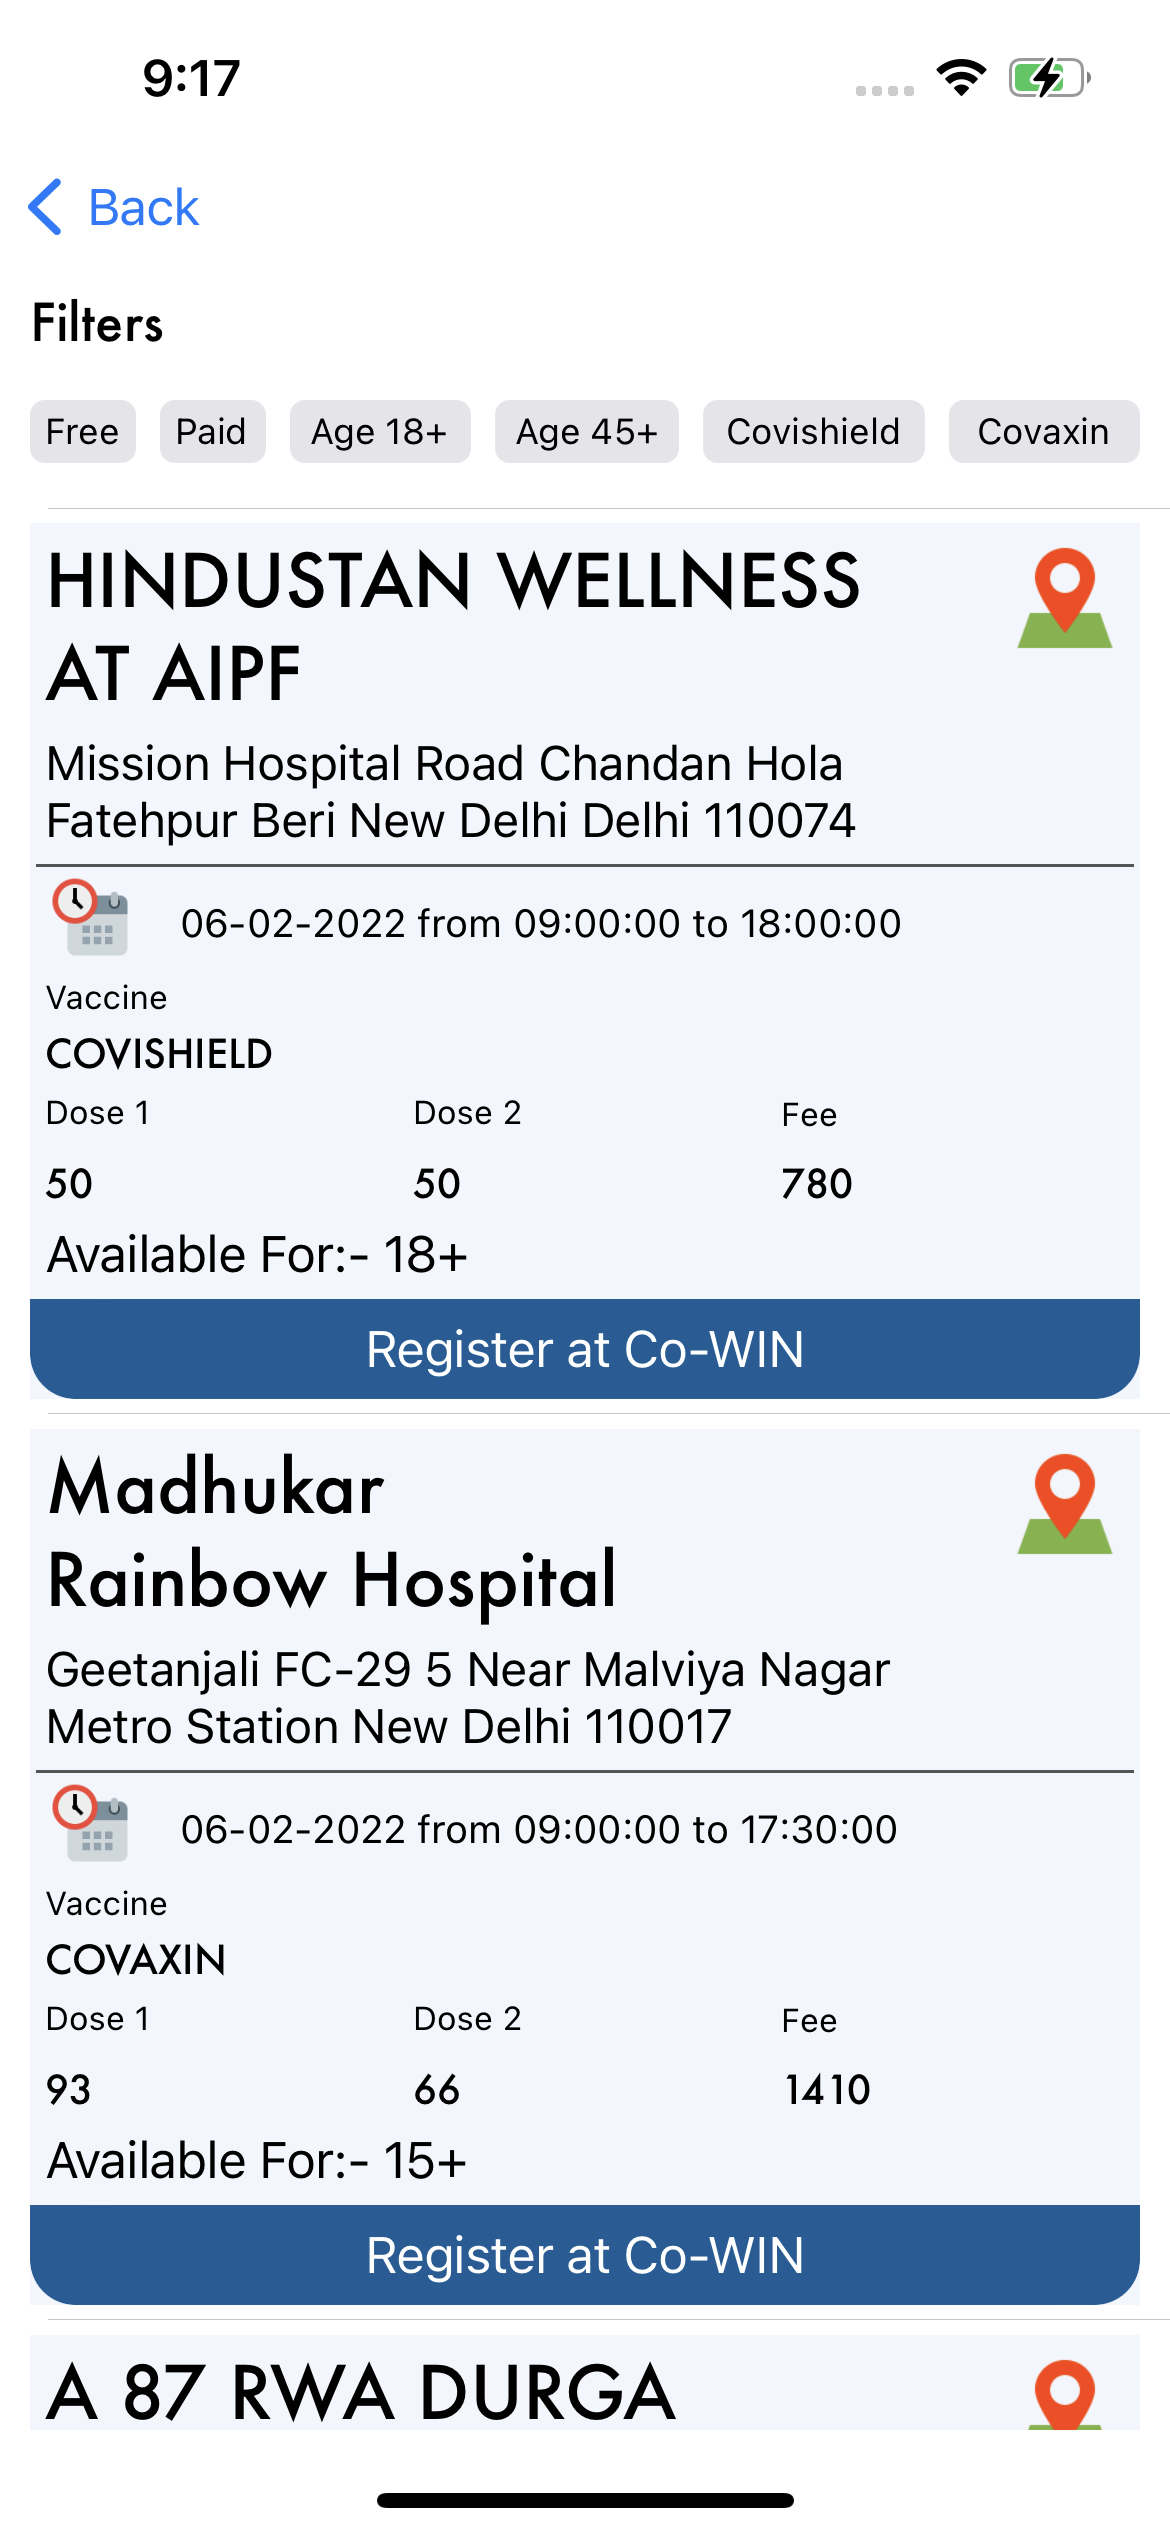 9:17
Back
Filters
Free Paid Age 18+ Age 45+ Covishield Covaxin
HINDUSTAN WELLNESS
AT AIPF
Mission Hospital Road Chandan Hola
Fatehpur Beri New Delhi Delhi 110074
06-02-2022 from 09:00:00 to 18:00:00
Vaccine
COVISHIELD
Dose 1 Dose 2 Fee
50 50 780
Available For:- 18+
Register at Co-WIN
Madhukar
Rainbow Hospital
Geetanjali FC-29 5 Near Malviya Nagar
Metro Station New Delhi 110017
06-02-2022 from 09:00:00 to 17:30:00
Vaccine
COVAXIN
Dose 1 Dose 2 Fee
93 66 1410
Available For:- 15+
Register at Co-WIN
A 87 RWA DURGA